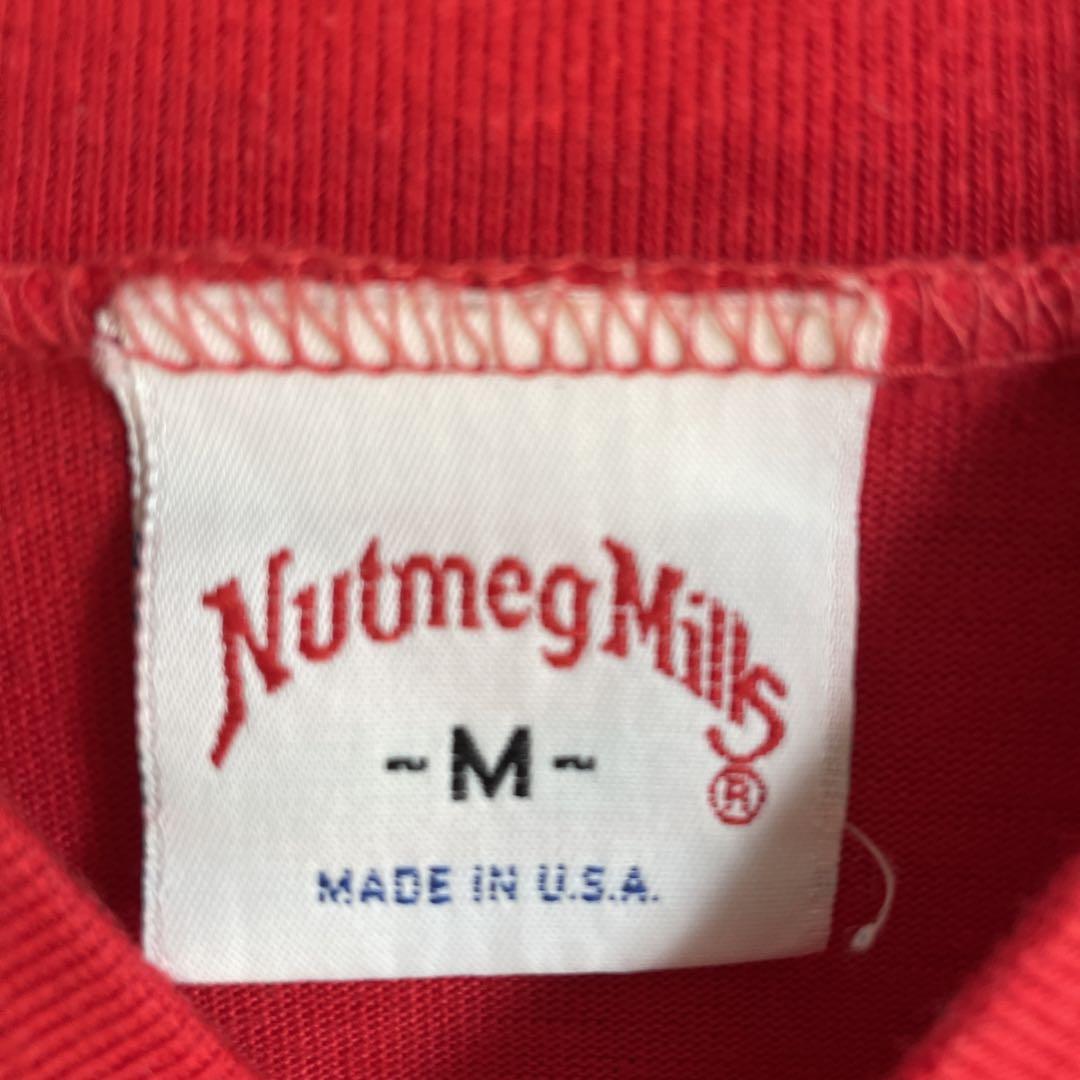 Nutmeg Mills
®
~ M ~
MADE IN U.S.A.